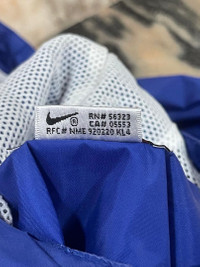 ® RN# 56323
CA# 05553
RFC# NME 920220 KL4